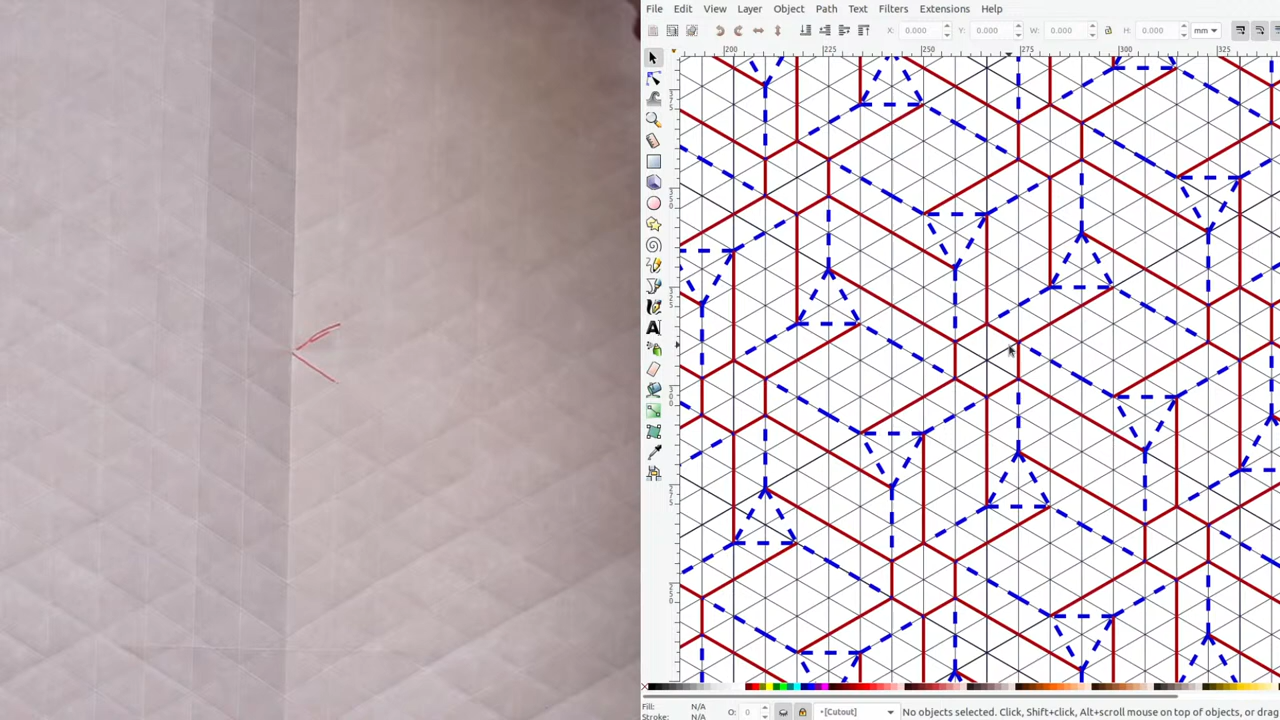 File Edit View Layer Object Path Text Filters Extensions Help
X: 0.000 Y: 0.000 W: 0.000 H: 0.000 mm
200 225 250 275 300 325
Fill: N/A
Stroke: N/A
O: 0
•[Cutout]
No objects selected. Click, Shift+click, Alt+scroll mouse on top of objects, or drag